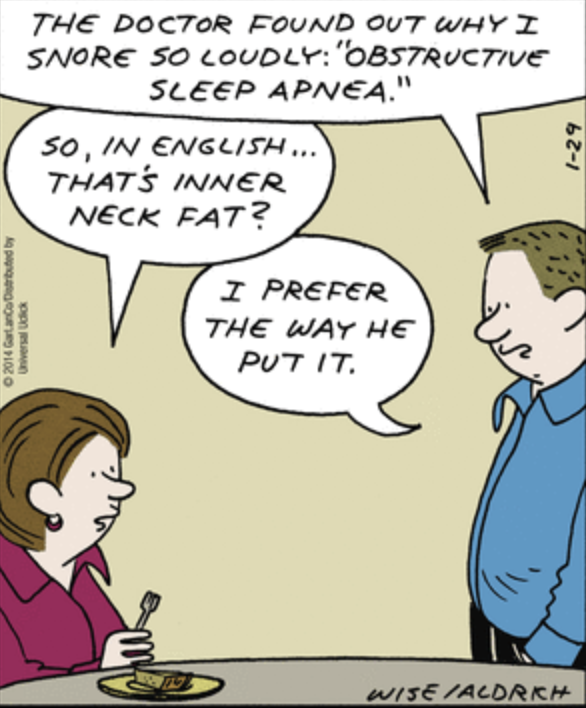 THE DOCTOR FOUND OUT WHY I
SNORE SO LOUDLY: "OBSTRUCTIVE
SLEEP APNEA."
SO, IN ENGLISH...
THAT'S INNER
NECK FAT?
I PREFER
THE WAY HE
PUT IT.
1-29
© 2014 GarLanCo/Distributed by
Universal Uclick
WISE/ALDRICH